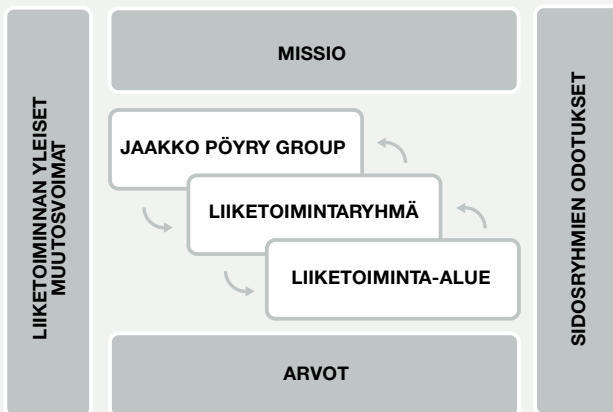 LIIKETOIMINNAN YLEISET
MUUTOSVOIMAT
MISSIO
JAAKKO PÖYRY GROUP
LIIKETOIMINTARYHMÄ
LIIKETOIMINTA-ALUE
ARVOT
SIDOSRYHMIEN ODOTUKSET